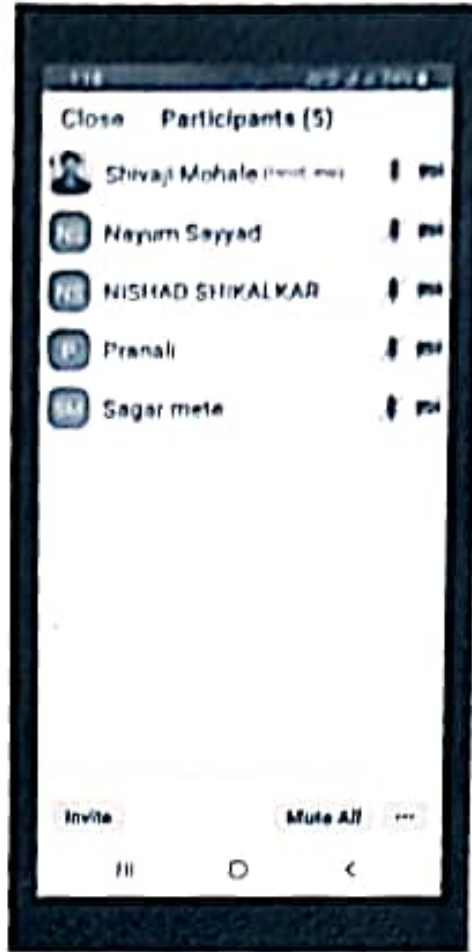 Close Participants (5)
Shivaji Mohale
Nayum Sayyad
NISHAD SHIKALKAR
P Pranali
Sagar mete
Invite Mute All ...